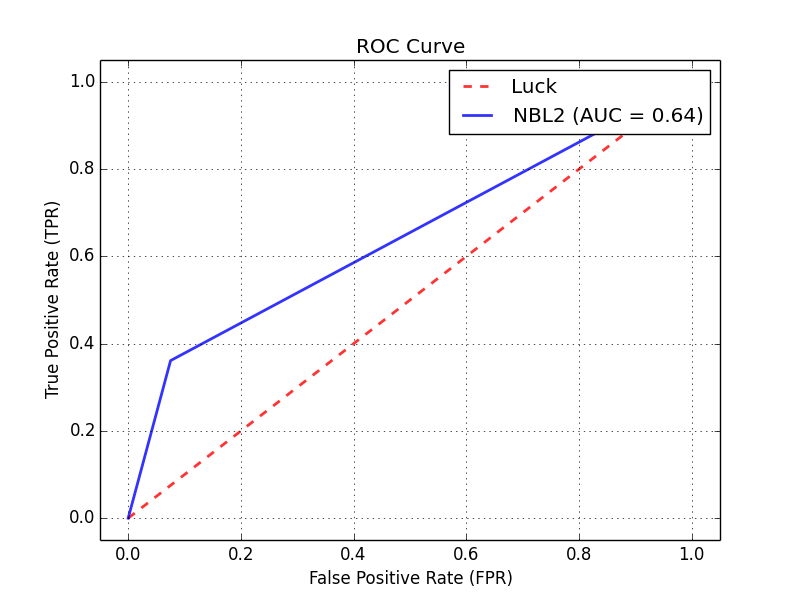 ROC Curve
Luck
NBL2 (AUC = 0.64)
True Positive Rate (TPR)
1.0
0.8
0.6
0.4
0.2
0.0
0.0 0.2 0.4 0.6 0.8 1.0
False Positive Rate (FPR)